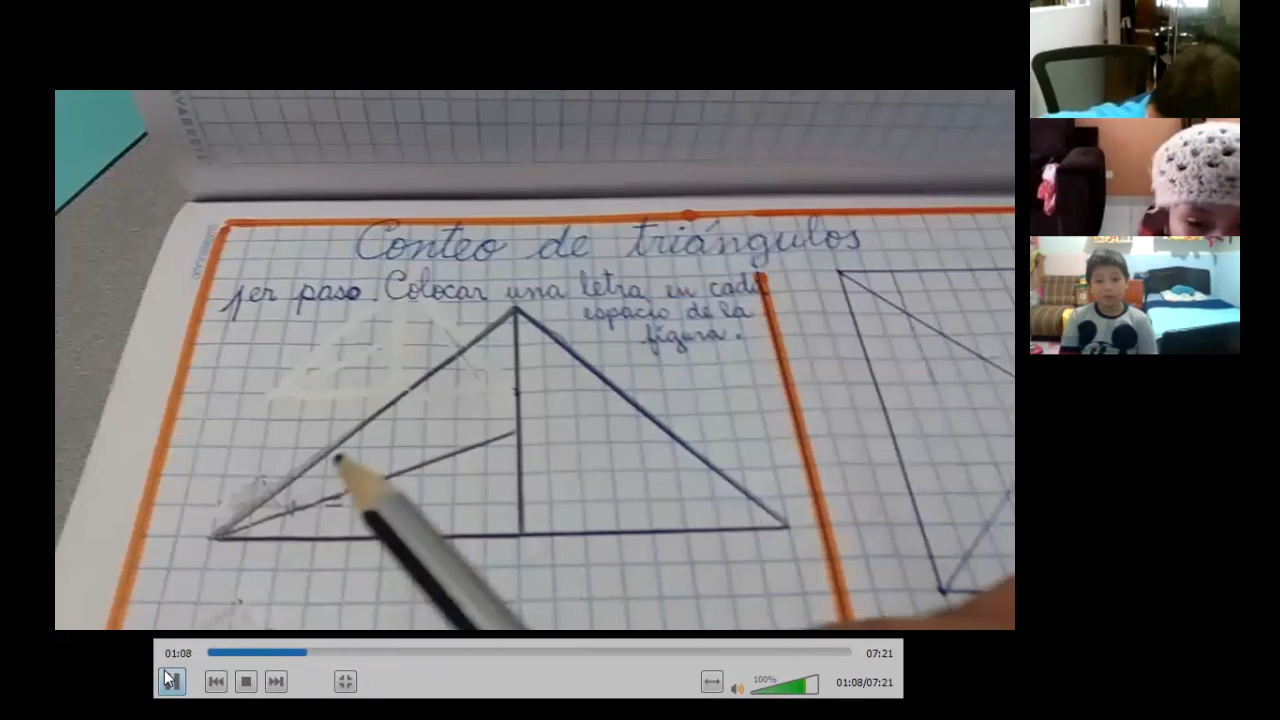 Conteo de triángulos
1er paso. Colocar una letra en cada
espacio de la
figura.
01:08
07:21
100%
01:08/07:21